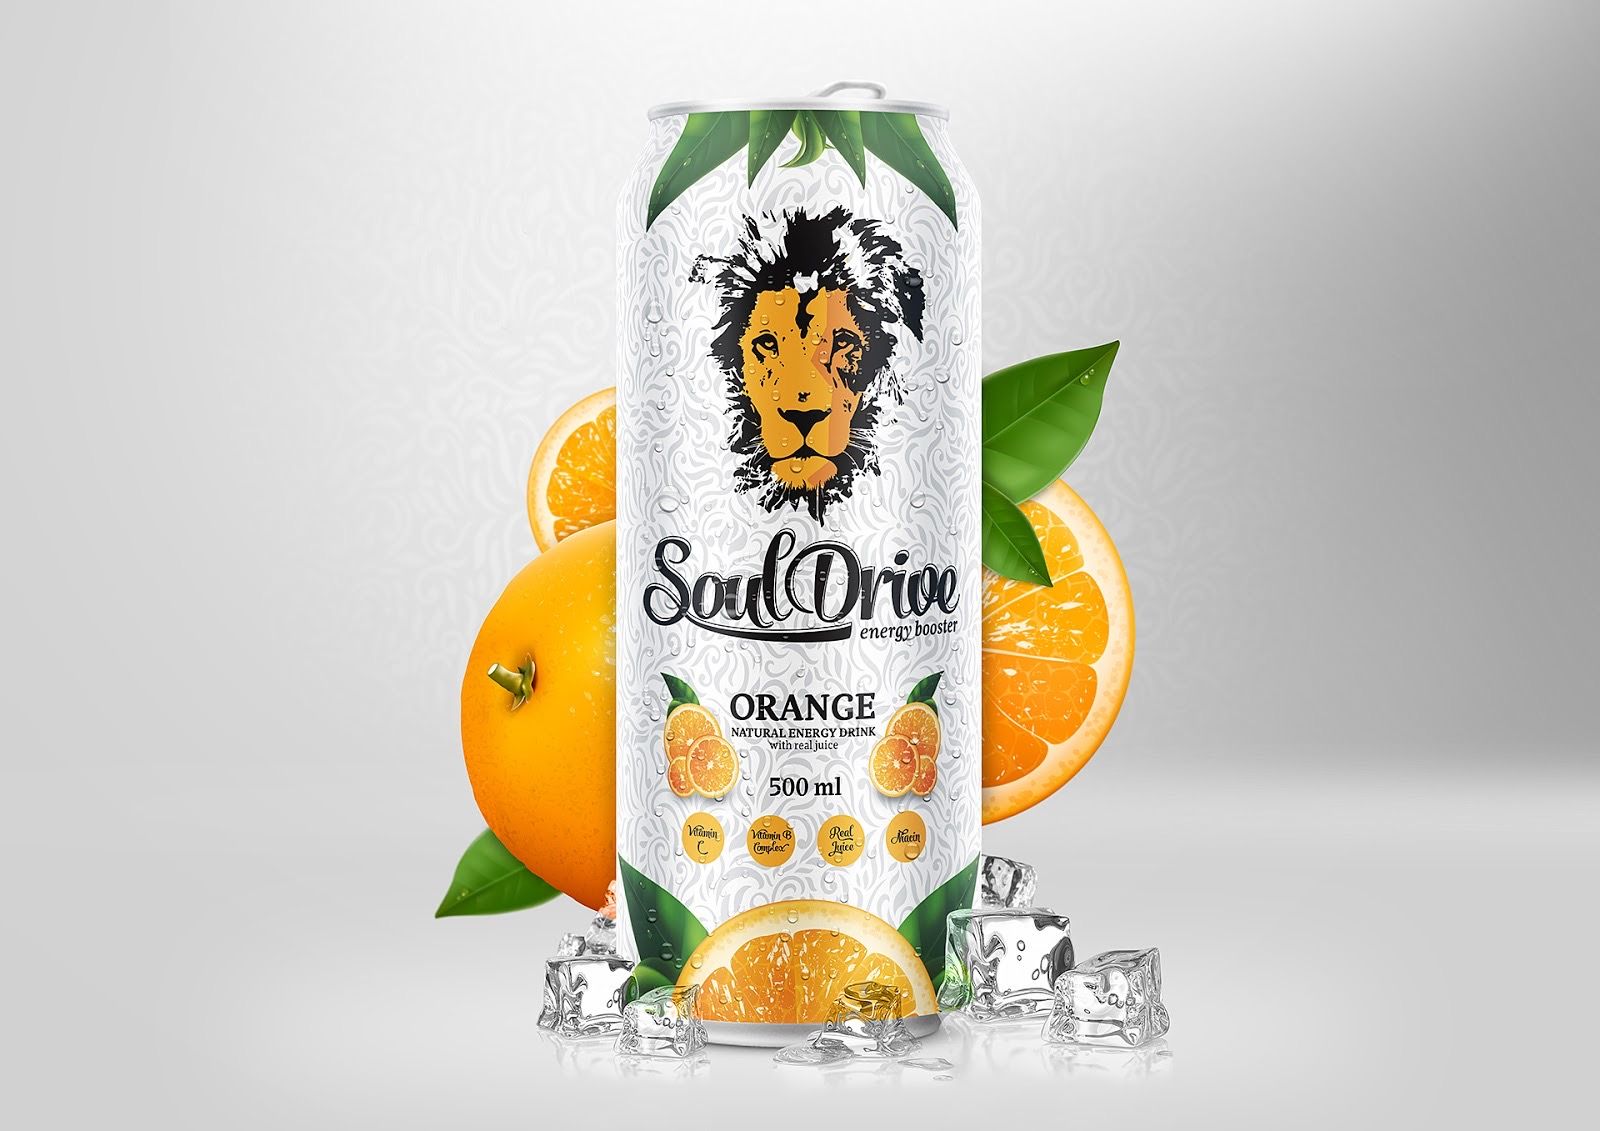 Soul Drive
energy booster
ORANGE
NATURAL ENERGY DRINK
with real juice
500 ml
Vitamin
C
Vitamin B
Complex
Real
Juice
Niacin